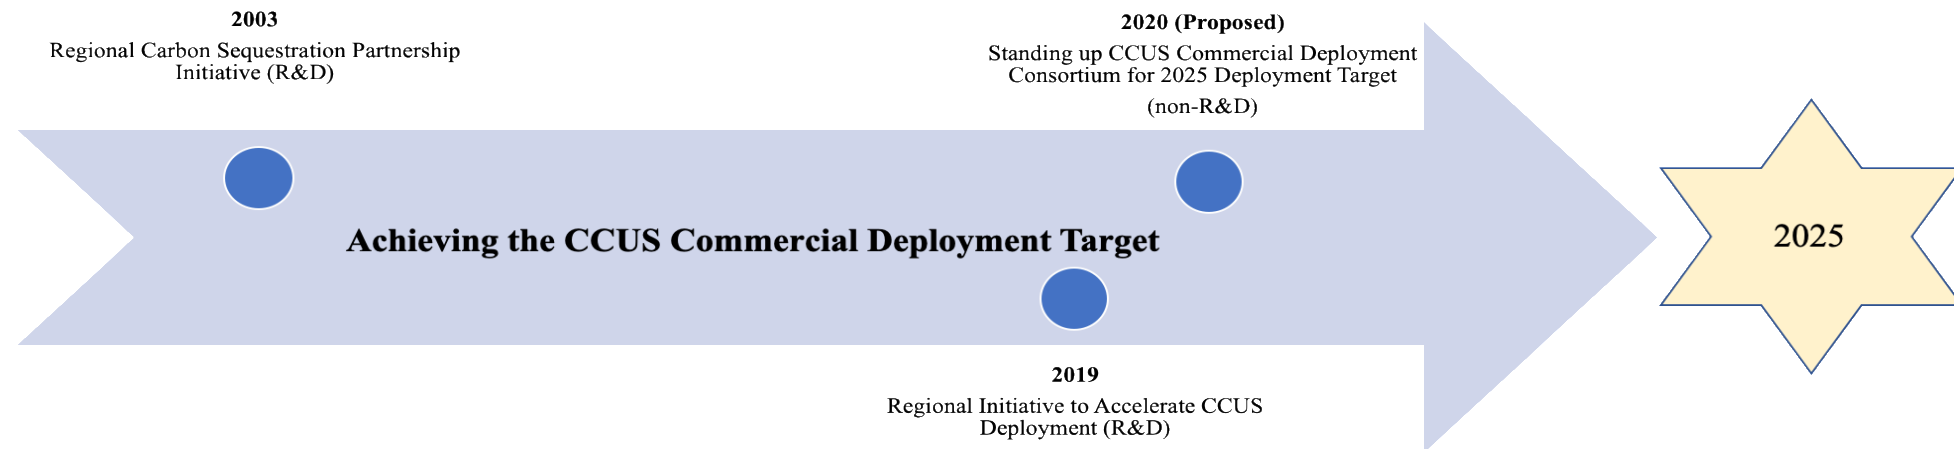 2003
Regional Carbon Sequestration Partnership
Initiative (R&D)
2020 (Proposed)
Standing up CCUS Commercial Deployment
Consortium for 2025 Deployment Target
(non-R&D)
Achieving the CCUS Commercial Deployment Target
2025
2019
Regional Initiative to Accelerate CCUS
Deployment (R&D)